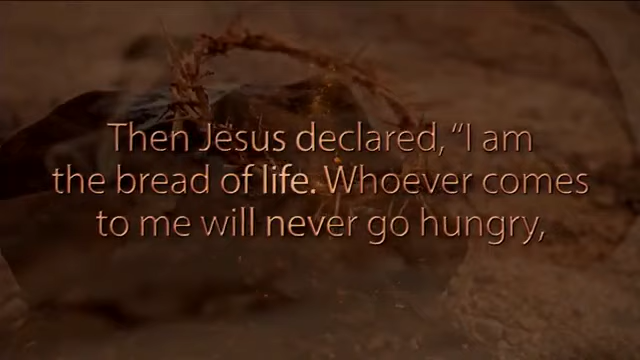 Then Jesus declared, “I am
the bread of life. Whoever comes
to me will never go hungry,